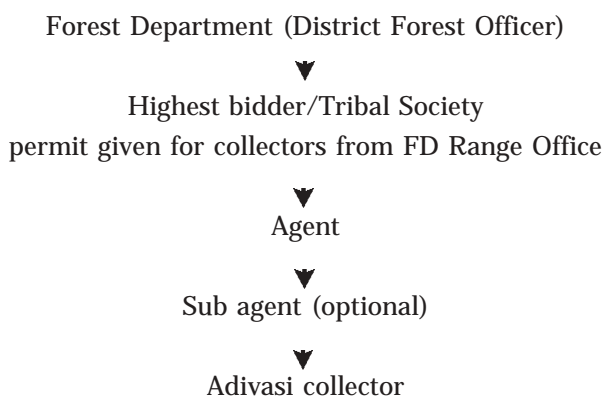 Forest Department (District Forest Officer)
Highest bidder/Tribal Society
permit given for collectors from FD Range Office
Agent
Sub agent (optional)
Adivasi collector